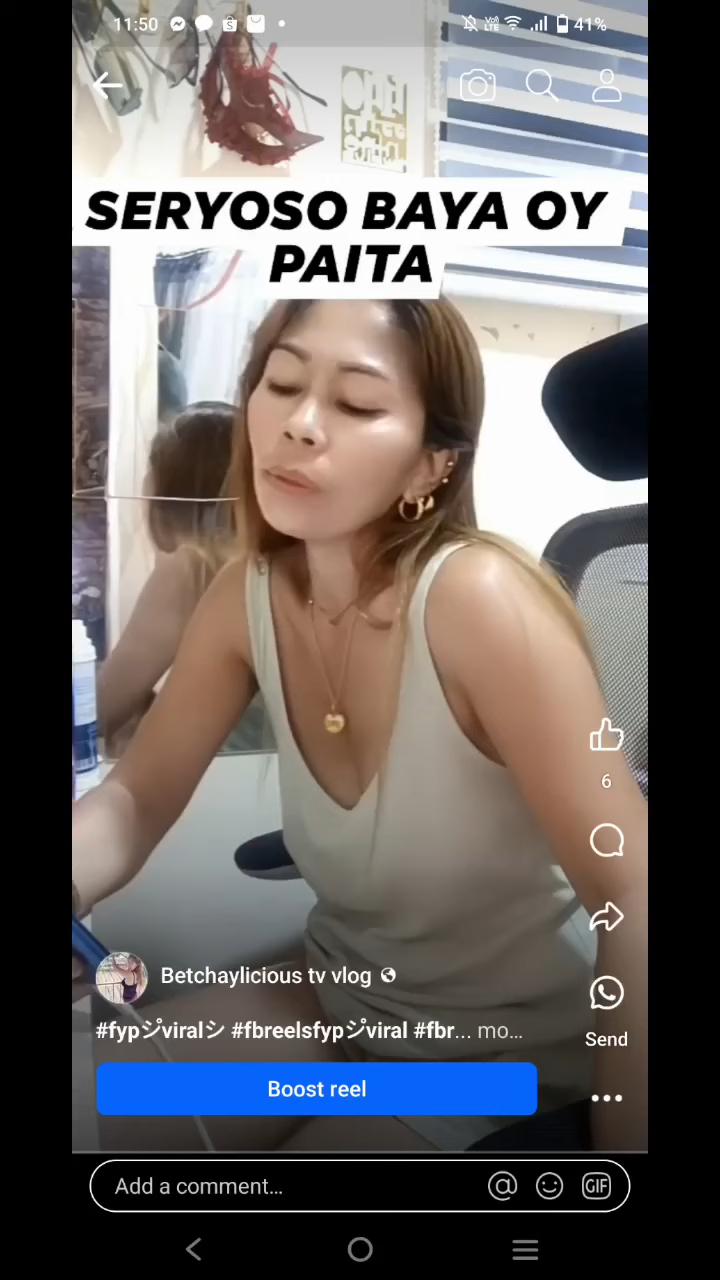 11:50
Vo)
LTE
41%
SERYOSO BAYA OY
PAITA
6
Betchaylicious tv vlog
#fypシviralシ #fbreelsfypシviral #fbr... mo...
Send
Boost reel
Add a comment...
GIF